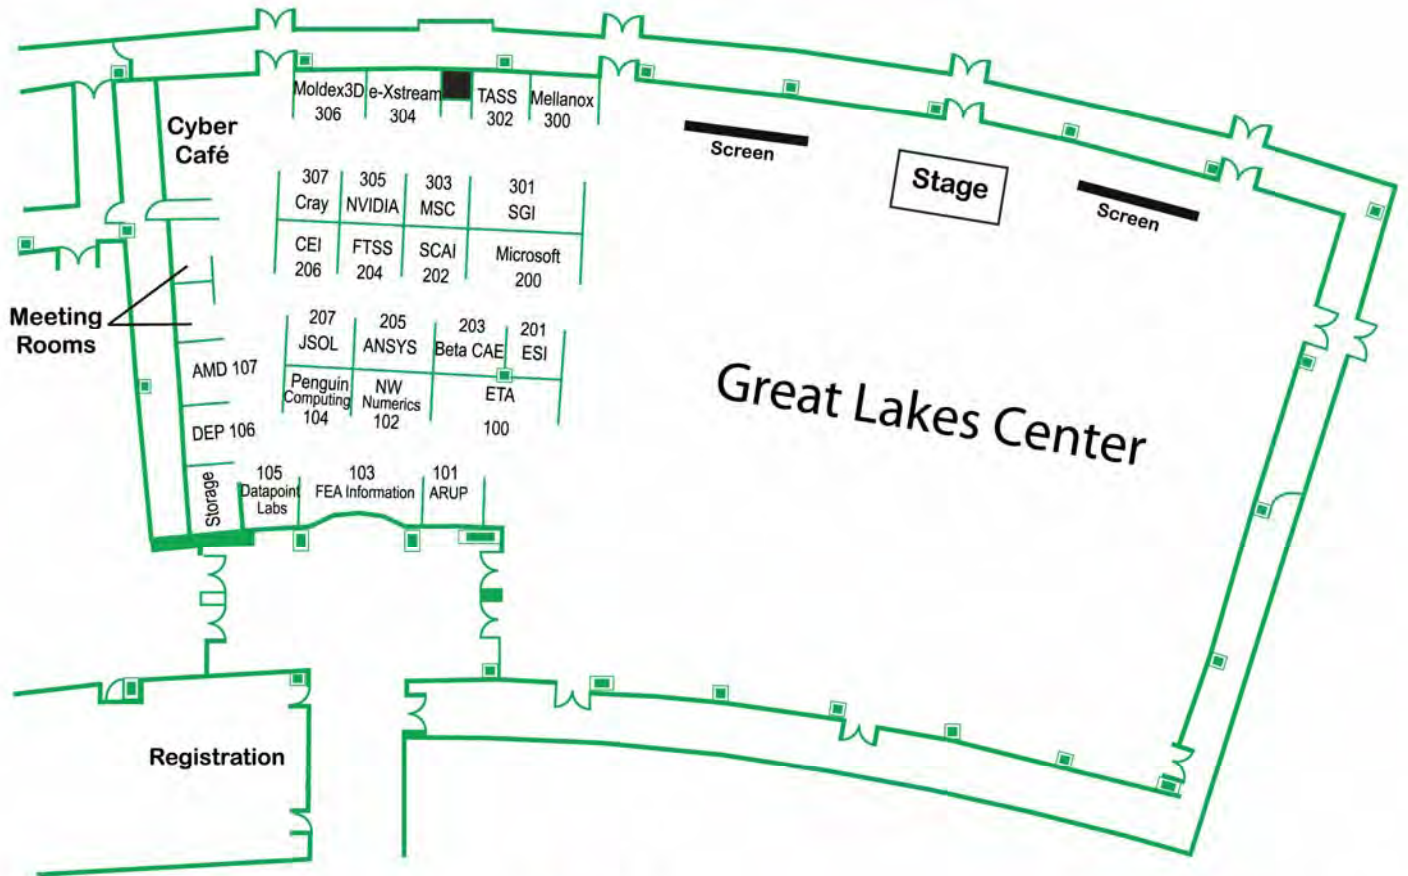 Moldex3D
306
e-Xstream
304
TASS
302
Mellanox
300
Cyber
Café
Screen
Stage
Screen
307
Cray
305
NVIDIA
303
MSC
301
SGI
CEI
206
FTSS
204
SCAI
202
Microsoft
200
Meeting
Rooms
207
JSOL
205
ANSYS
203
Beta CAE
201
ESI
AMD 107
Penguin
Computing
104
NW
Numerics
102
ETA
100
Great Lakes Center
DEP 106
Storage
105
Datapoint
Labs
103
FEA Information
101
ARUP
Registration